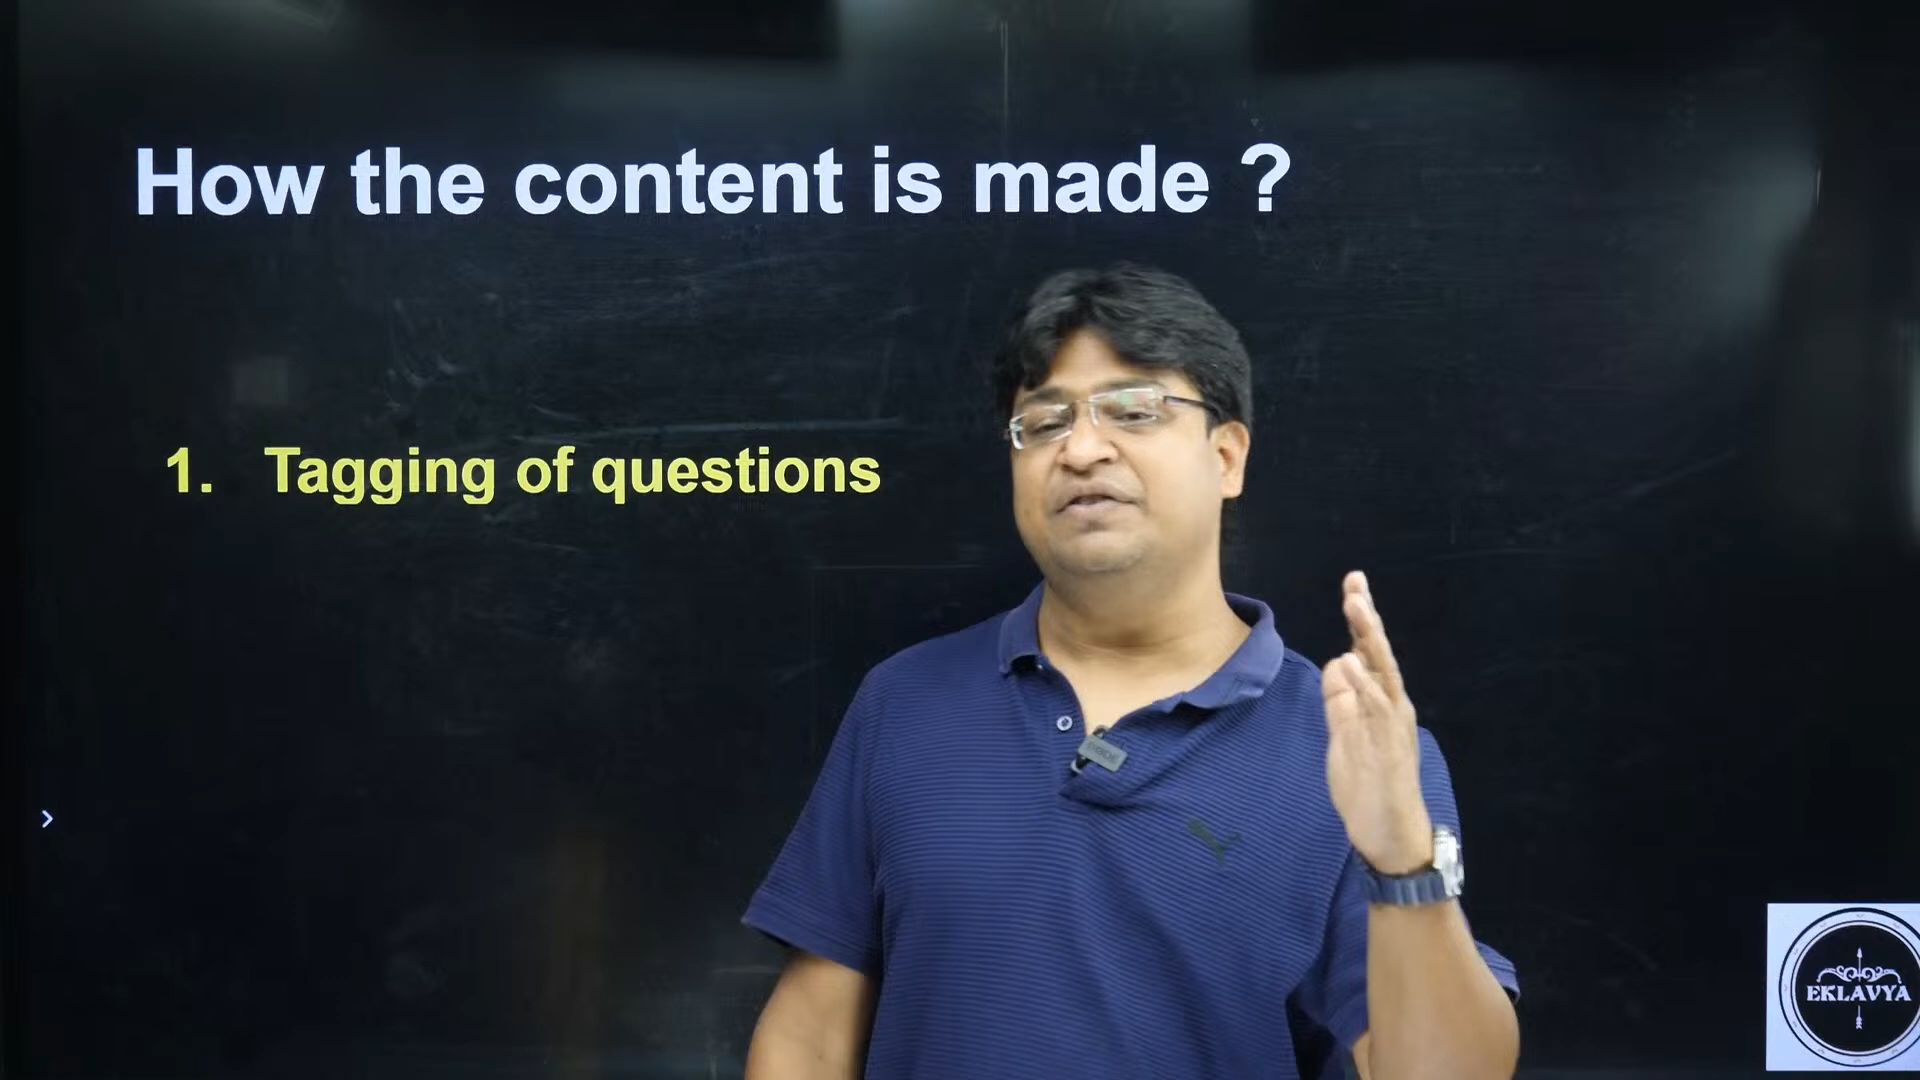 How the content is made ?
1. Tagging of questions
EKLAVYA